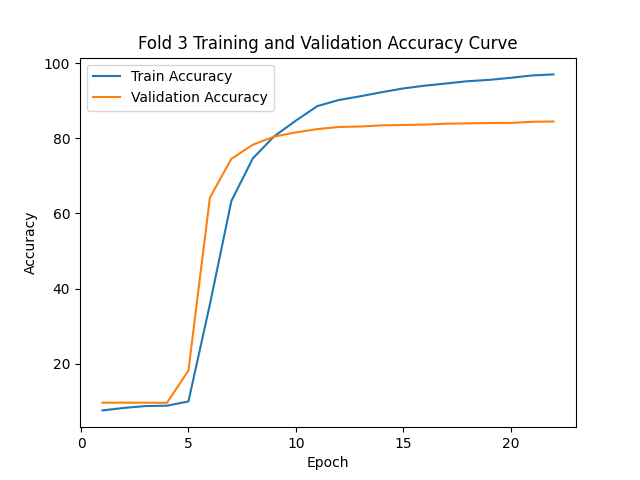 Fold 3 Training and Validation Accuracy Curve
Train Accuracy
Validation Accuracy
100
80
60
40
20
Accuracy
0 5 10 15 20
Epoch